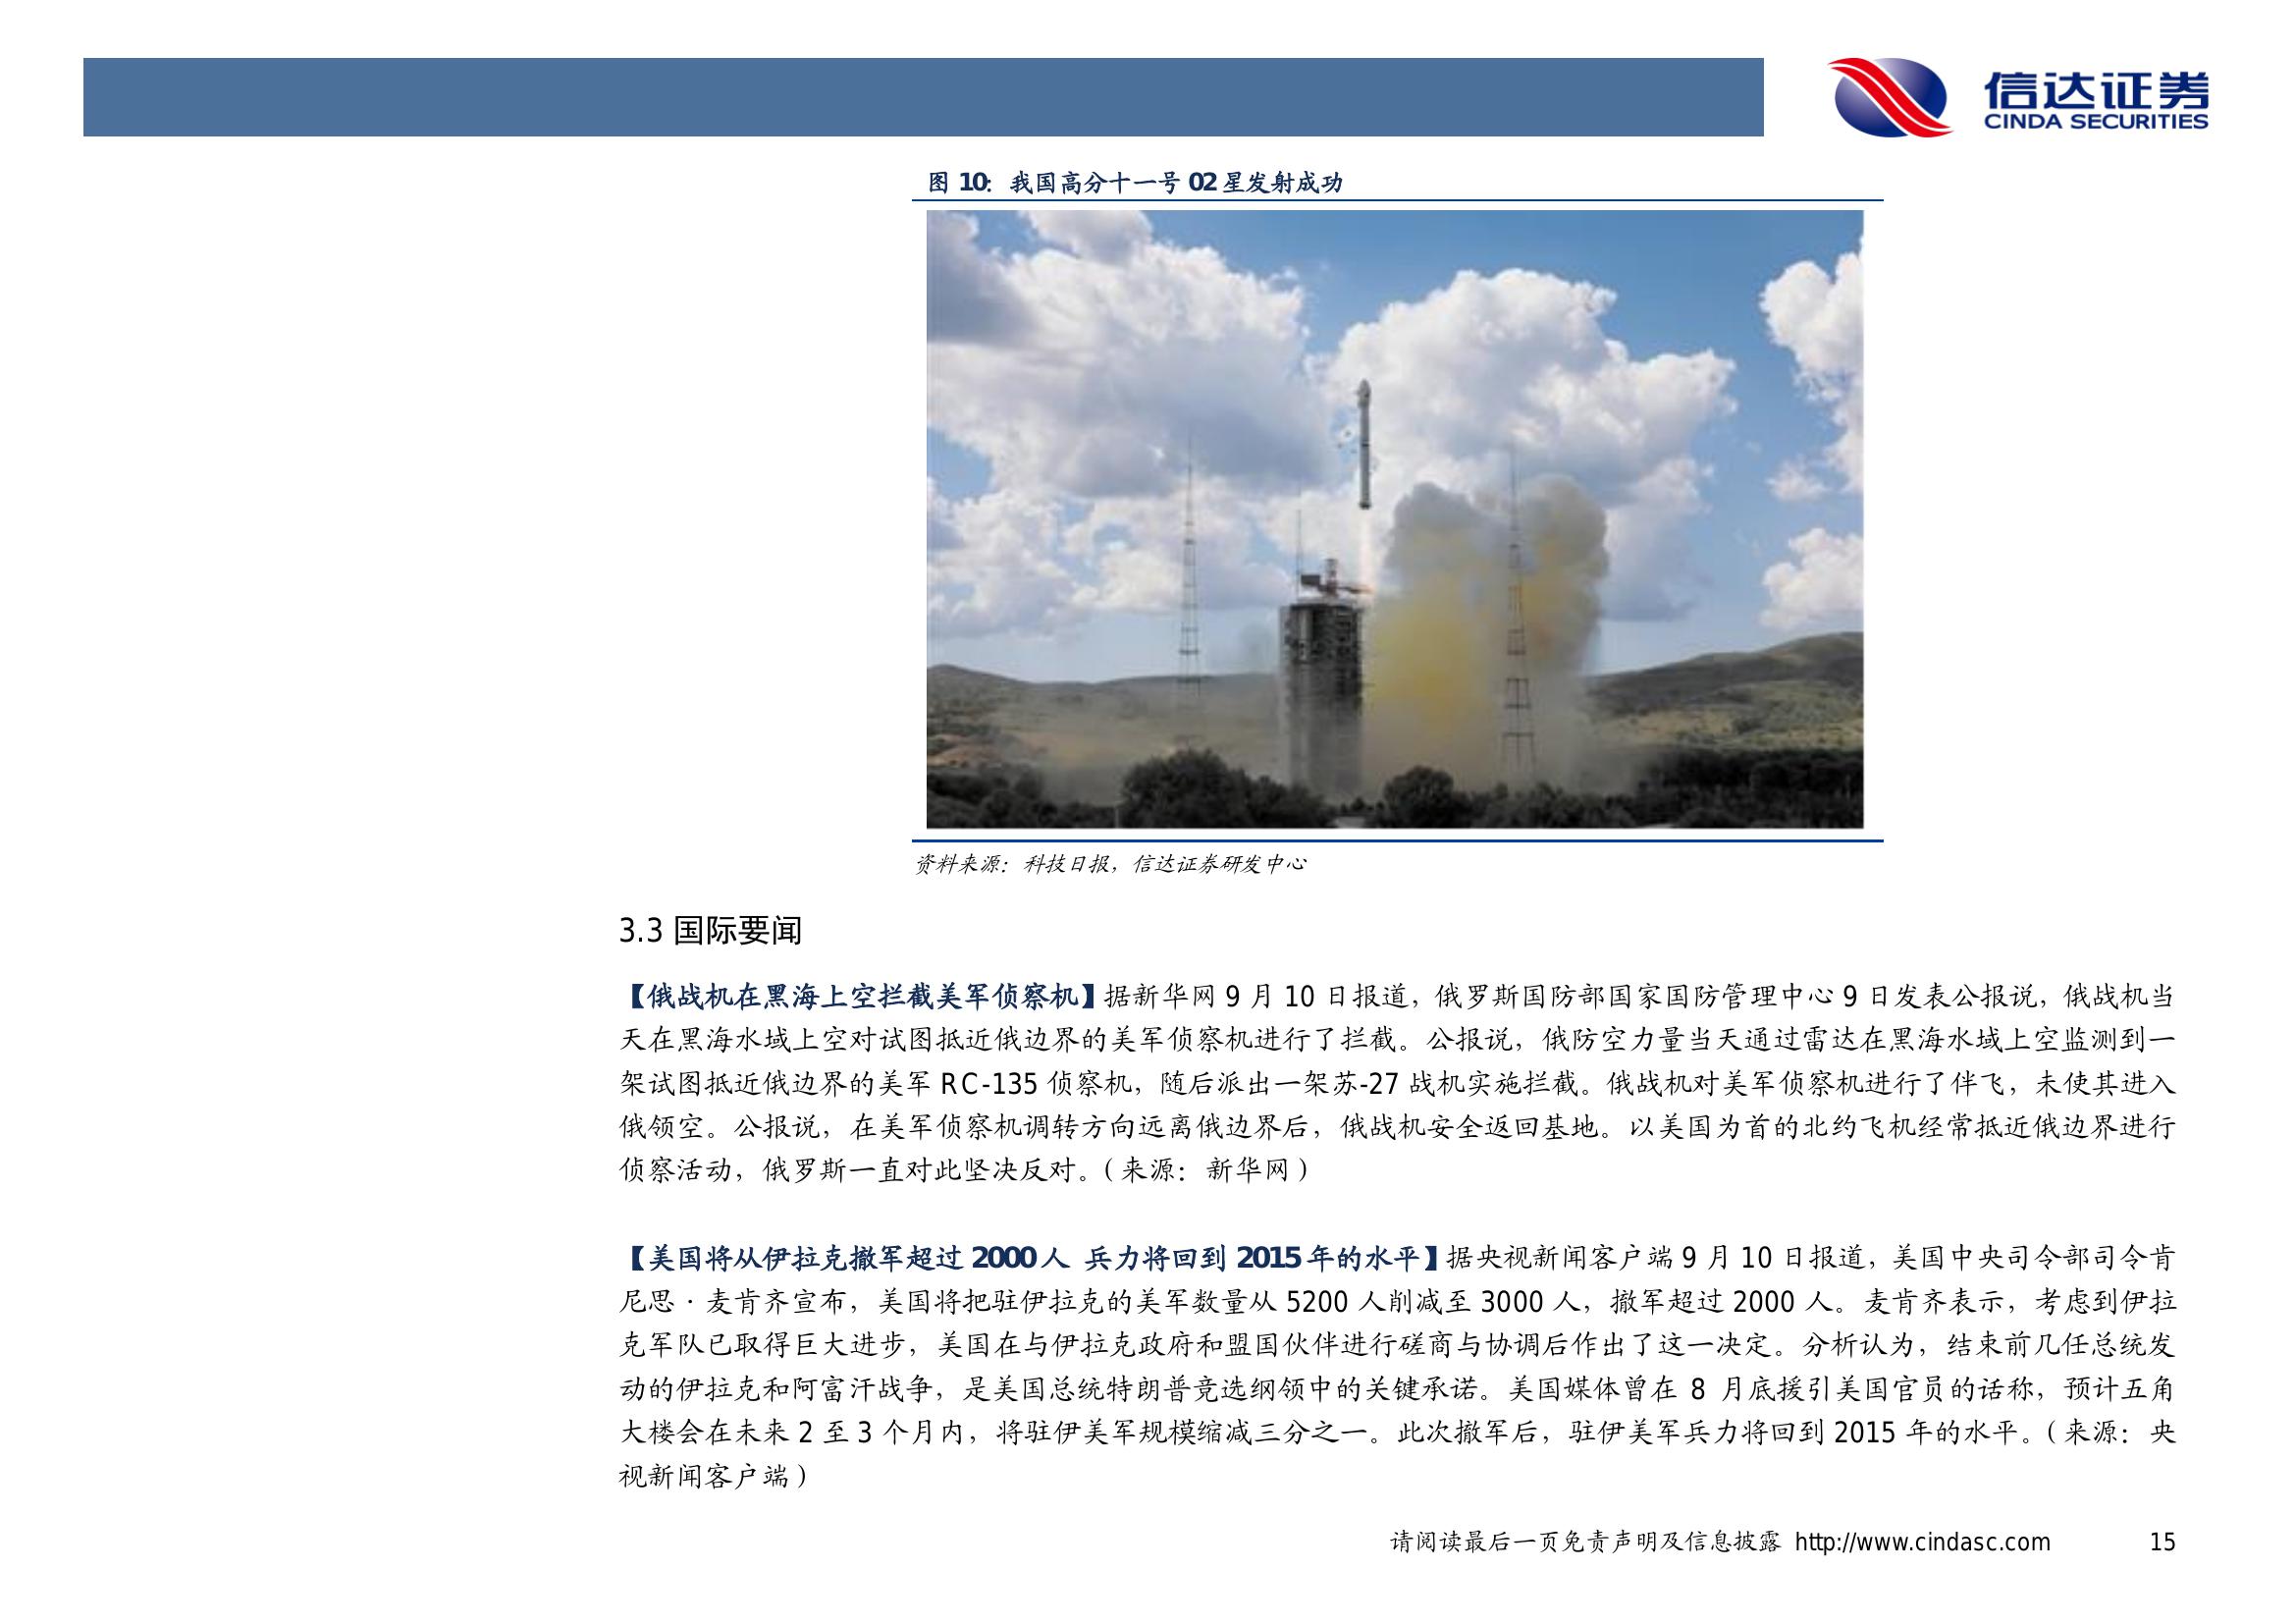 信达证券
CINDA SECURITIES
图 10：我国高分十一号 02 星发射成功
资料来源：科技日报，信达证券研发中心
3.3 国际要闻
【俄战机在黑海上空拦截美军侦察机】据新华网 9 月 10 日报道，俄罗斯国防部国家国防管理中心 9 日发表公报说，俄战机当
天在黑海水域上空对试图抵近俄边界的美军侦察机进行了拦截。公报说，俄防空力量当天通过雷达在黑海水域上空监测到一
架试图抵近俄边界的美军 RC-135 侦察机，随后派出一架苏-27 战机实施拦截。俄战机对美军侦察机进行了伴飞，未使其进入
俄领空。公报说，在美军侦察机调转方向远离俄边界后，俄战机安全返回基地。以美国为首的北约飞机经常抵近俄边界进行
侦察活动，俄罗斯一直对此坚决反对。（来源：新华网）
【美国将从伊拉克撤军超过 2000 人 兵力将回到 2015 年的水平】据央视新闻客户端 9 月 10 日报道，美国中央司令部司令肯
尼思·麦肯齐宣布，美国将把驻伊拉克的美军数量从 5200 人削减至 3000 人，撤军超过 2000 人。麦肯齐表示，考虑到伊拉
克军队已取得巨大进步，美国在与伊拉克政府和盟国伙伴进行磋商与协调后作出了这一决定。分析认为，结束前几任总统发
动的伊拉克和阿富汗战争，是美国总统特朗普竞选纲领中的关键承诺。美国媒体曾在 8 月底援引美国官员的话称，预计五角
大楼会在未来 2 至 3 个月内，将驻伊美军规模缩减三分之一。此次撤军后，驻伊美军兵力将回到 2015 年的水平。（来源：央
视新闻客户端）
请阅读最后一页免责声明及信息披露 http://www.cindasc.com 15